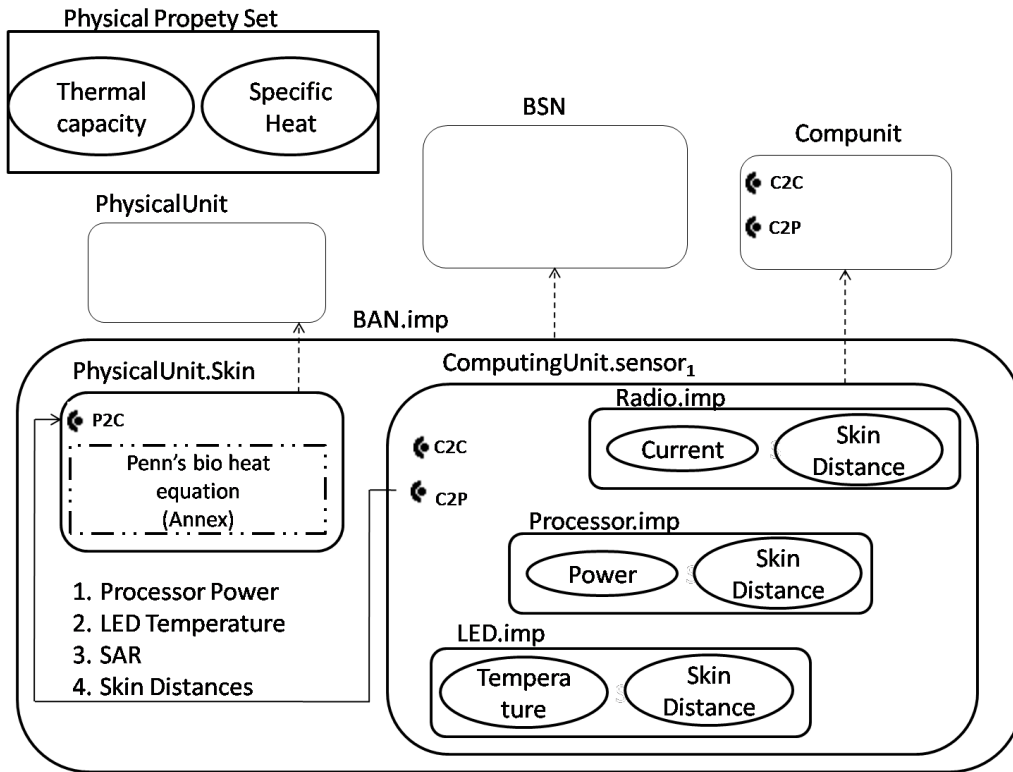 Physical Propety Set
Thermal
capacity
Specific
Heat
BSN
Compunit
C2C
C2P
PhysicalUnit
BAN.imp
PhysicalUnit.Skin
P2C
Penn's bio heat
equation
(Annex)
1. Processor Power
2. LED Temperature
3. SAR
4. Skin Distances
ComputingUnit.sensor₁
C2C
C2P
Radio.imp
Current
Skin
Distance
Processor.imp
Power
Skin
Distance
LED.imp
Tempera
ture
Skin
Distance